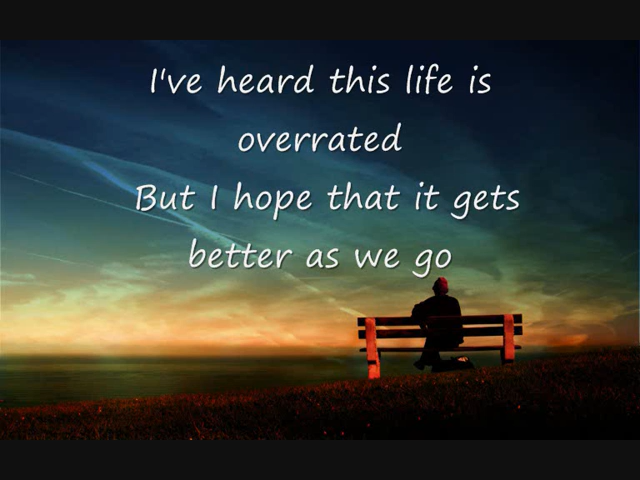 I've heard this life is
overrated
But I hope that it gets
better as we go